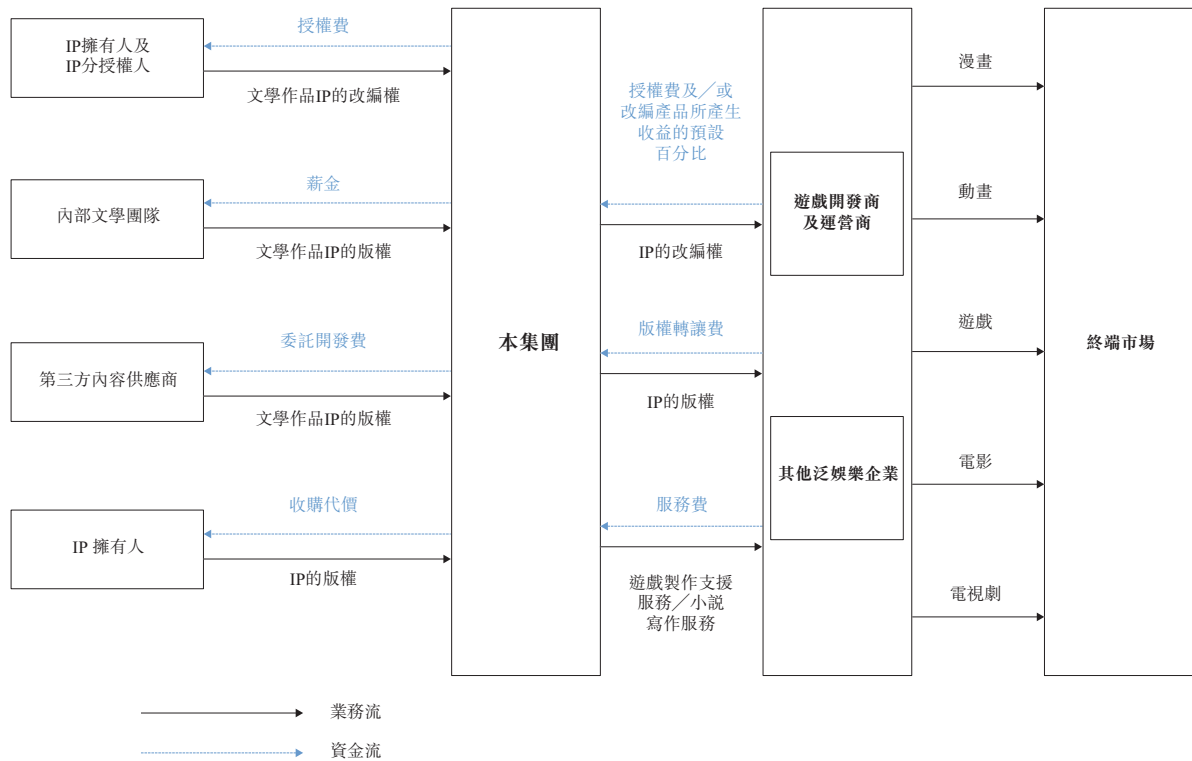 IP擁有人及
IP分授權人
授權費
文學作品IP的改編權
內部文學團隊
薪金
文學作品IP的版權
第三方內容供應商
委託開發費
文學作品IP的版權
IP 擁有人
收購代價
IP的版權
本集團
授權費及／或
改編產品所產生
收益的預設
百分比
IP的改編權
版權轉讓費
IP的版權
服務費
遊戲製作支援
服務／小說
寫作服務
遊戲開發商
及運營商
其他泛娛樂企業
漫畫
動畫
遊戲
電影
電視劇
終端市場
業務流
資金流